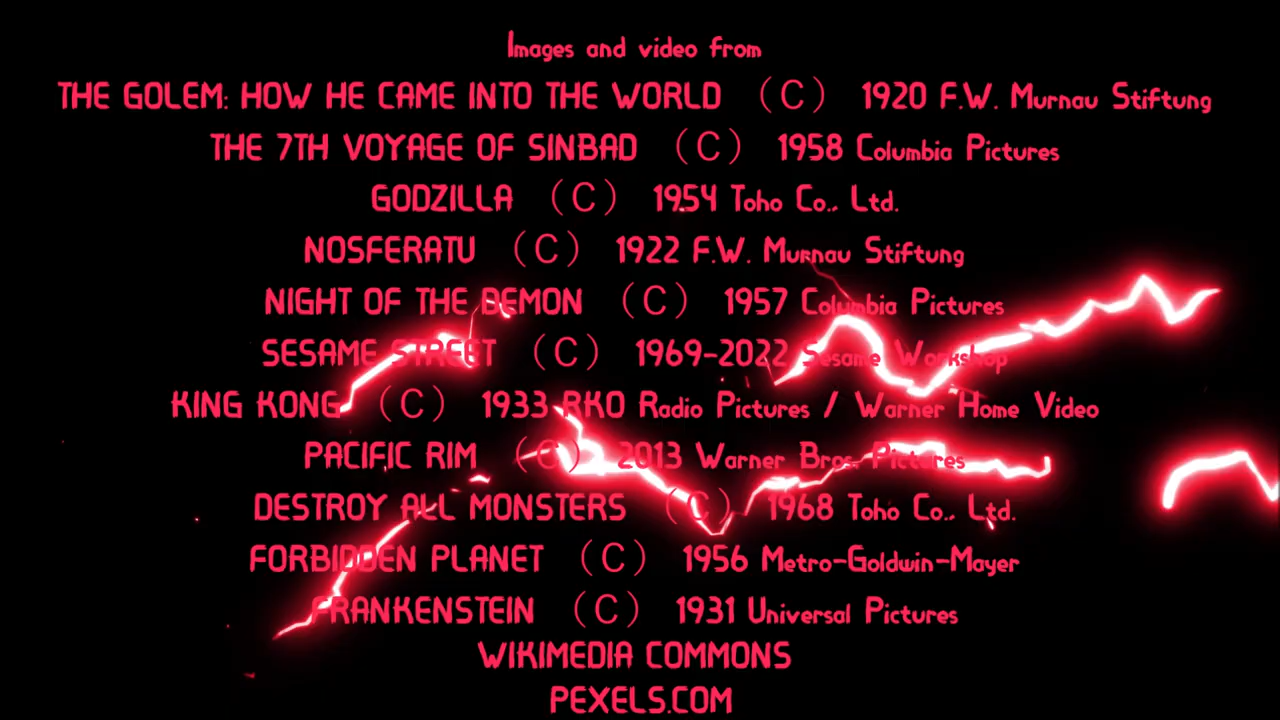 Images and video from
THE GOLEM: HOW HE CAME INTO THE WORLD (C) 1920 F.W. Murnau Stiftung
THE 7TH VOYAGE OF SINBAD (C) 1958 Columbia Pictures
GODZILLA (C) 1954 Toho Co., Ltd.
NOSFERATU (C) 1922 F.W. Murnau Stiftung
NIGHT OF THE DEMON (C) 1957 Columbia Pictures
SESAME STREET (C) 1969-2022 Sesame Workshop
KING KONG (C) 1933 RKO Radio Pictures / Warner Home Video
PACIFIC RIM (C) 2013 Warner Bros. Pictures
DESTROY ALL MONSTERS (C) 1968 Toho Co., Ltd.
FORBIDDEN PLANET (C) 1956 Metro-Goldwin-Mayer
FRANKENSTEIN (C) 1931 Universal Pictures
WIKIMEDIA COMMONS
PEXELS.COM